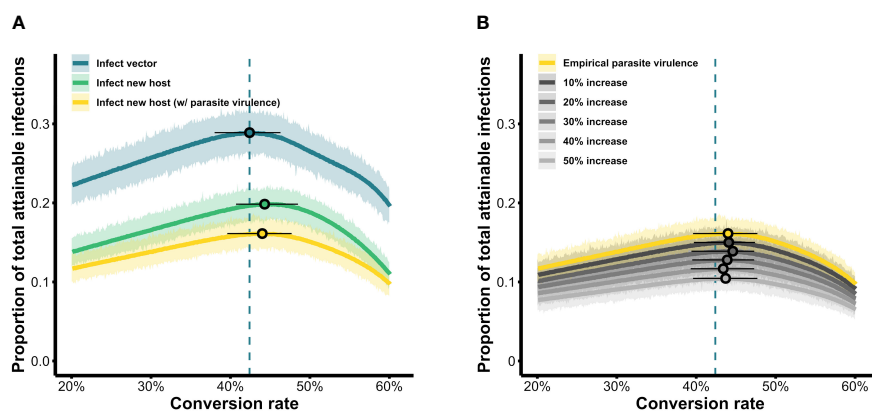 A
Proportion of total attainable infections
Infect vector
Infect new host
Infect new host (w/ parasite virulence)
0.3
0.2
0.1
0.0
20%
30%
40%
50%
60%
Conversion rate
B
Proportion of total attainable infections
Empirical parasite virulence
10% increase
20% increase
30% increase
40% increase
50% increase
0.3
0.2
0.1
0
20%
30%
40%
50%
60%
Conversion rate